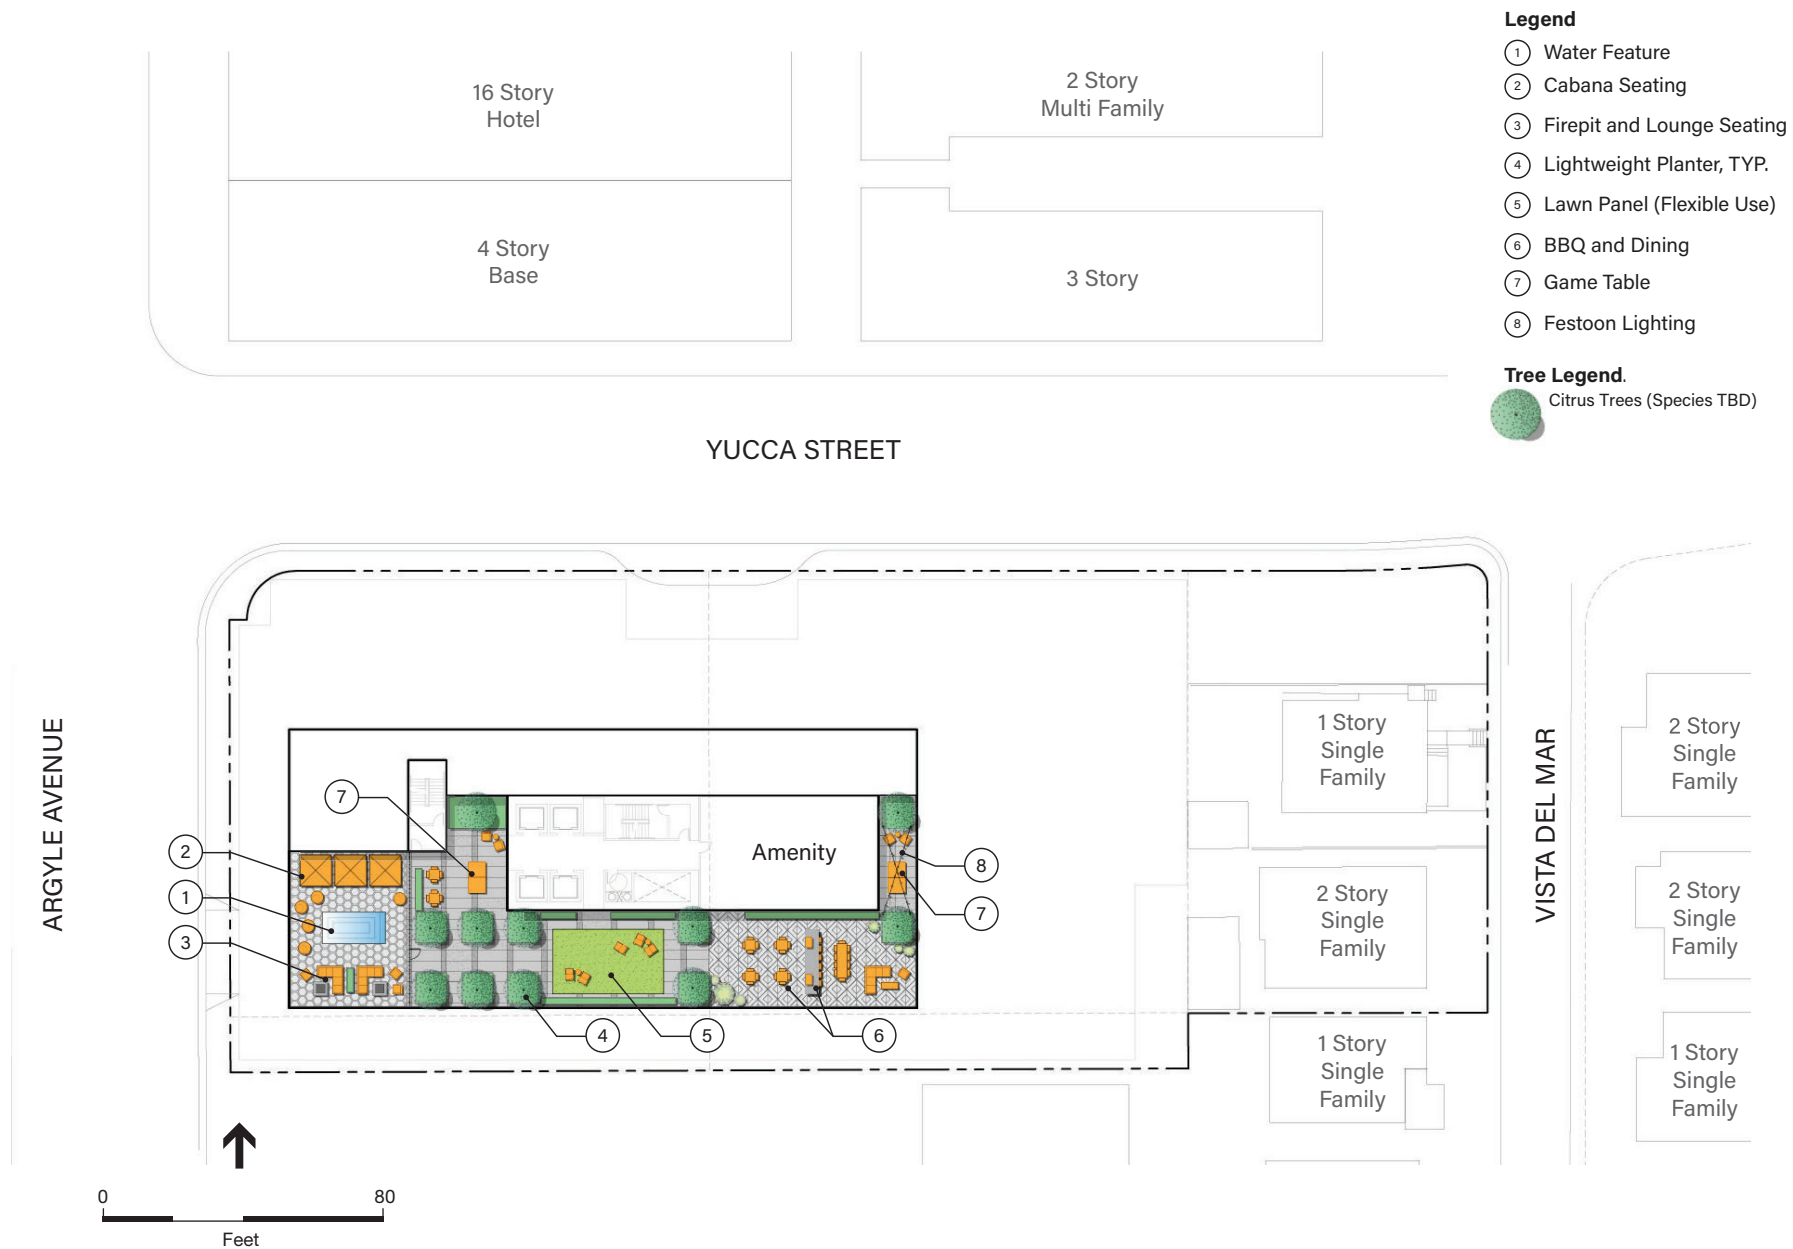 Legend
1 Water Feature
2 Cabana Seating
3 Firepit and Lounge Seating
4 Lightweight Planter, TYP.
5 Lawn Panel (Flexible Use)
6 BBQ and Dining
7 Game Table
8 Festoon Lighting
Tree Legend.
Citrus Trees (Species TBD)
16 Story
Hotel
2 Story
Multi Family
4 Story
Base
3 Story
YUCCA STREET
ARGYLE AVENUE
VISTA DEL MAR
1 Story
Single
Family
2 Story
Single
Family
2 Story
Single
Family
2 Story
Single
Family
1 Story
Single
Family
1 Story
Single
Family
Amenity
7
2
1
3
8
7
4
5
6
0 80
Feet